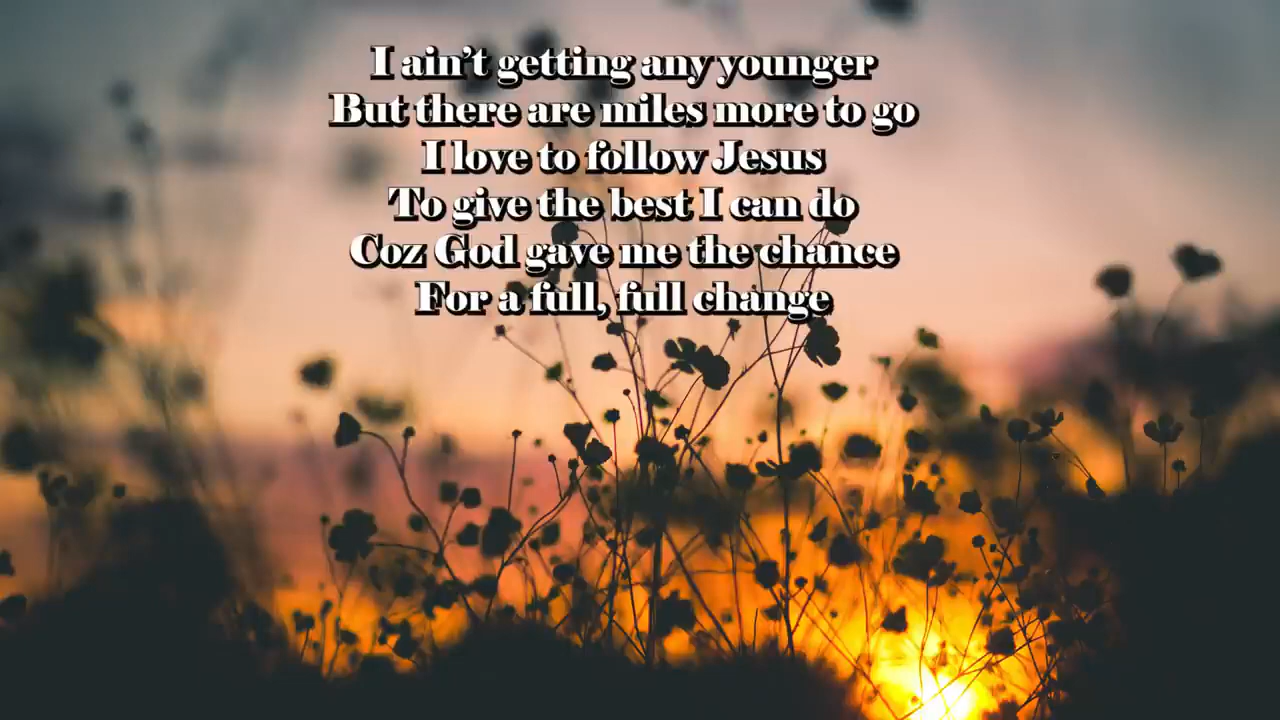 I ain’t getting any younger
But there are miles more to go
I love to follow Jesus
To give the best I can do
Coz God gave me the chance
For a full, full change